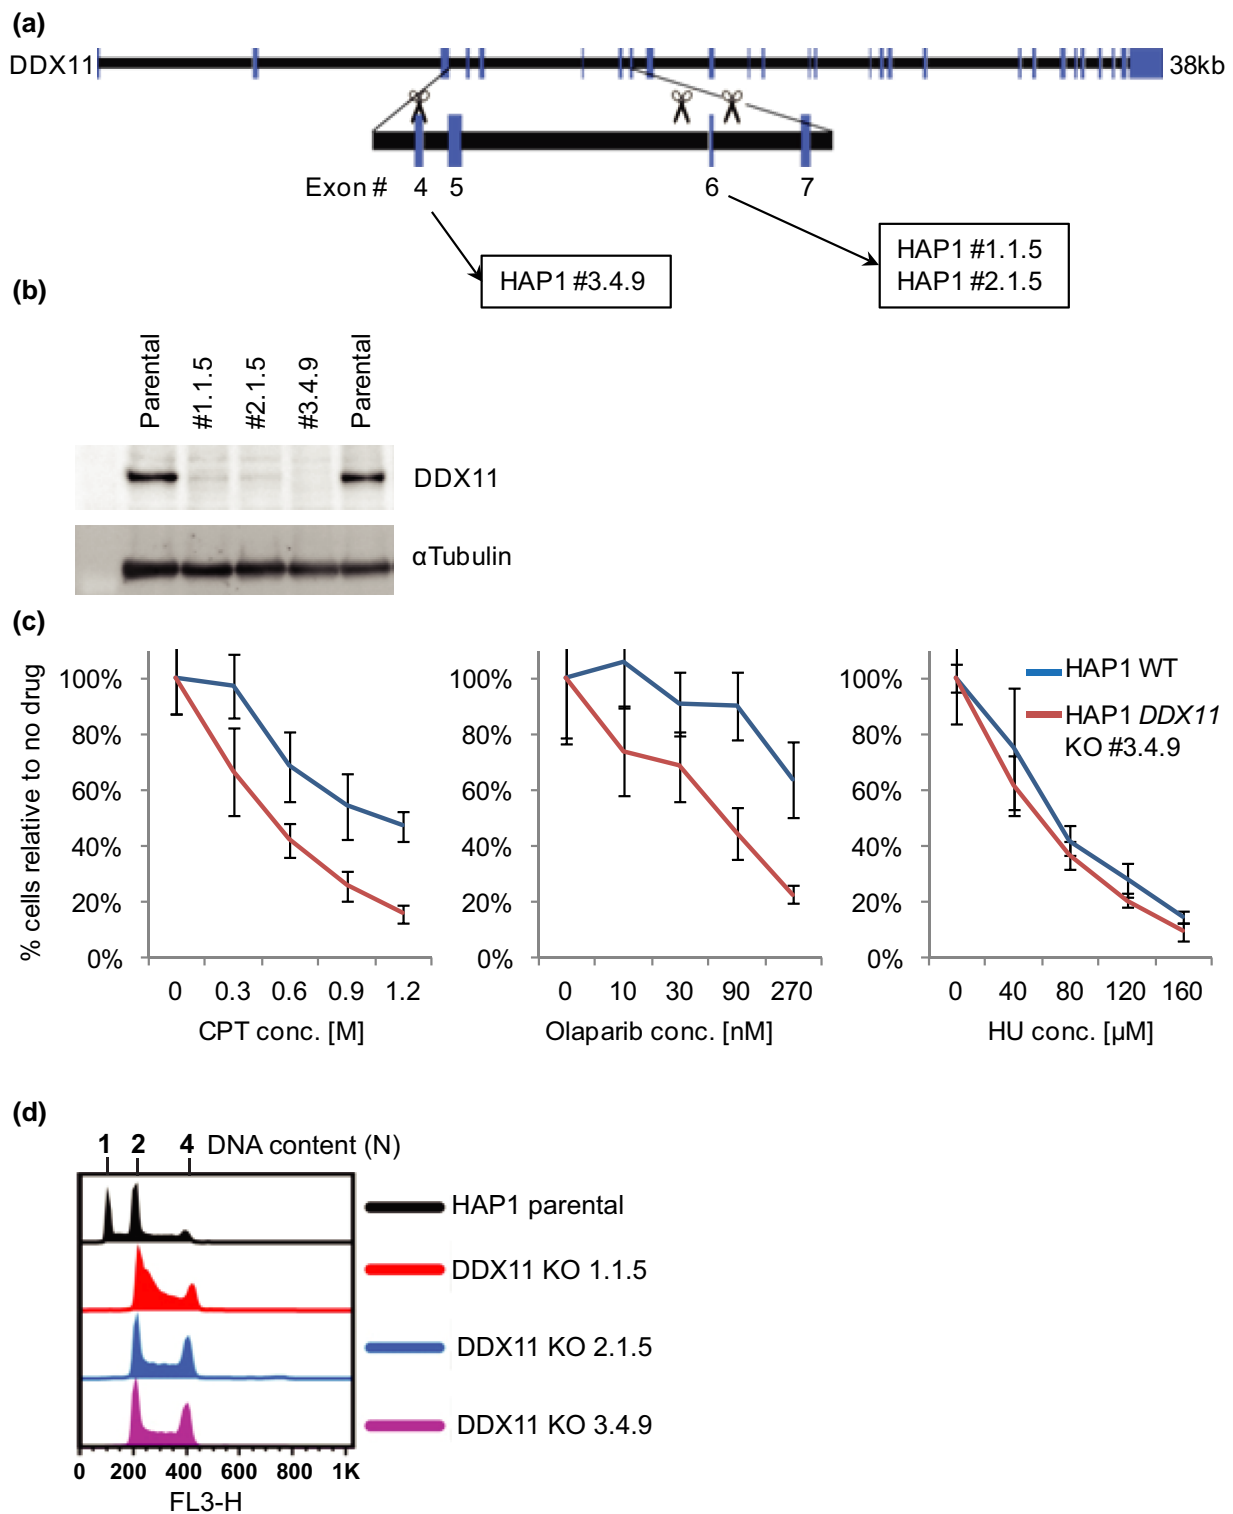 (a)
DDX11
38kb
Exon # 4 5 6 7
HAP1 #3.4.9
HAP1 #1.1.5
HAP1 #2.1.5
(b)
Parental
#1.1.5
#2.1.5
#3.4.9
Parental
DDX11
αTubulin
(c)
% cells relative to no drug
100%
80%
60%
40%
20%
0%
0 0.3 0.6 0.9 1.2
CPT conc. [M]
100%
80%
60%
40%
20%
0%
0 10 30 90 270
Olaparib conc. [nM]
100%
80%
60%
40%
20%
0%
0 40 80 120 160
HU conc. [µM]
HAP1 WT
HAP1 DDX11
KO #3.4.9
(d)
1 2 4 DNA content (N)
HAP1 parental
DDX11 KO 1.1.5
DDX11 KO 2.1.5
DDX11 KO 3.4.9
0 200 400 600 800 1K
FL3-H